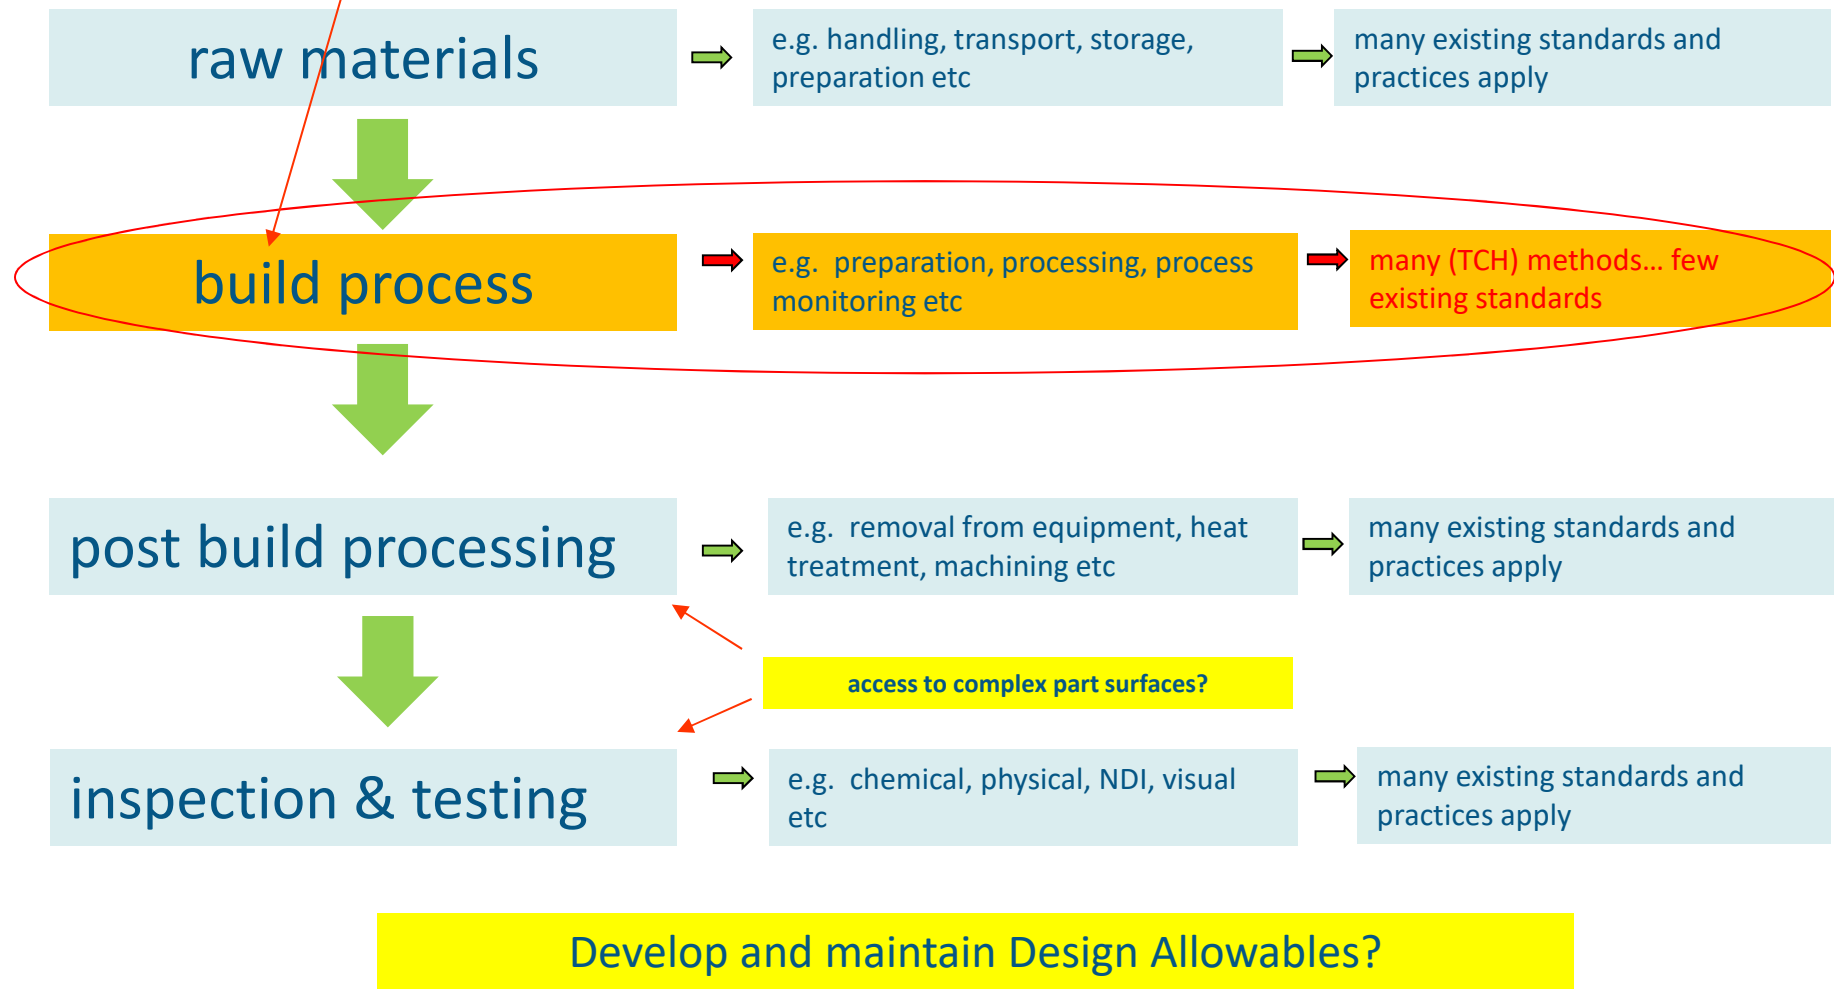 raw materials
e.g. handling, transport, storage,
preparation etc
many existing standards and
practices apply
build process
e.g.  preparation, processing, process
monitoring etc
many (TCH) methods... few
existing standards
post build processing
e.g.  removal from equipment, heat
treatment, machining etc
many existing standards and
practices apply
access to complex part surfaces?
inspection & testing
e.g.  chemical, physical, NDI, visual
etc
many existing standards and
practices apply
Develop and maintain Design Allowables?